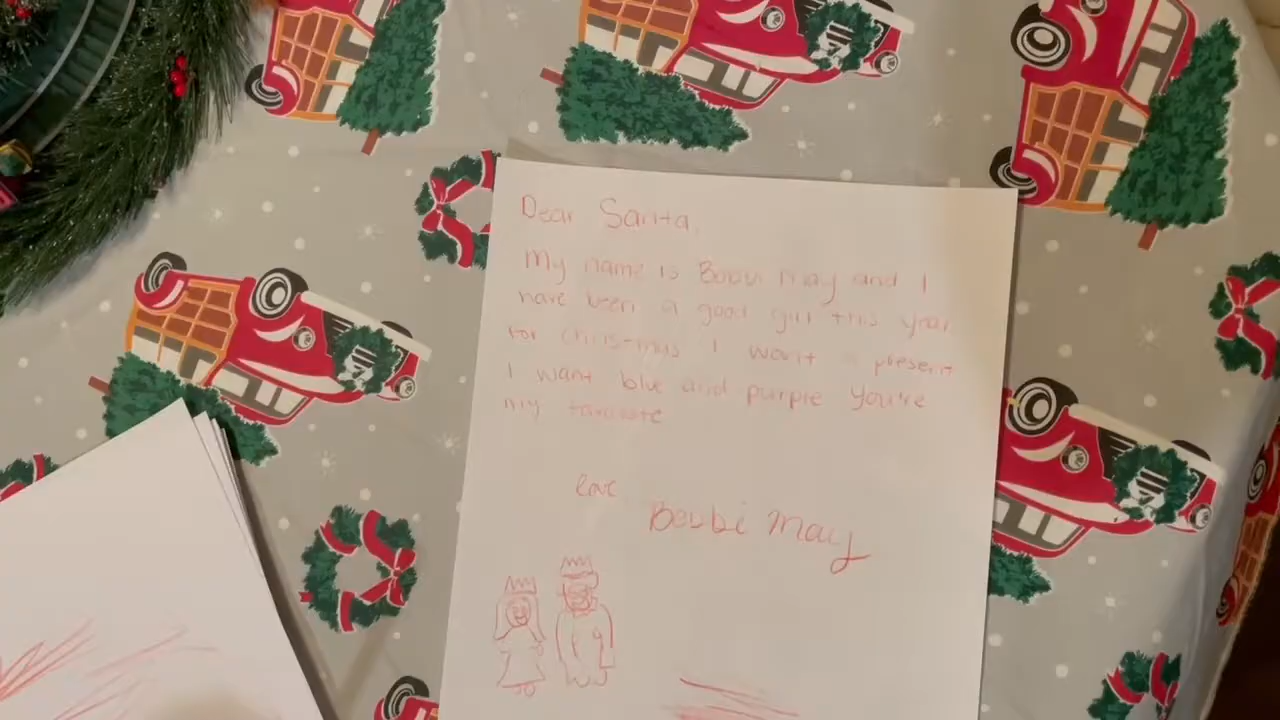 Dear Santa,
My name is Bobbi May and I
have been a good girl this year
for christmas I want a present
I want blue and purple You're
my favorite
love
Bobbi May